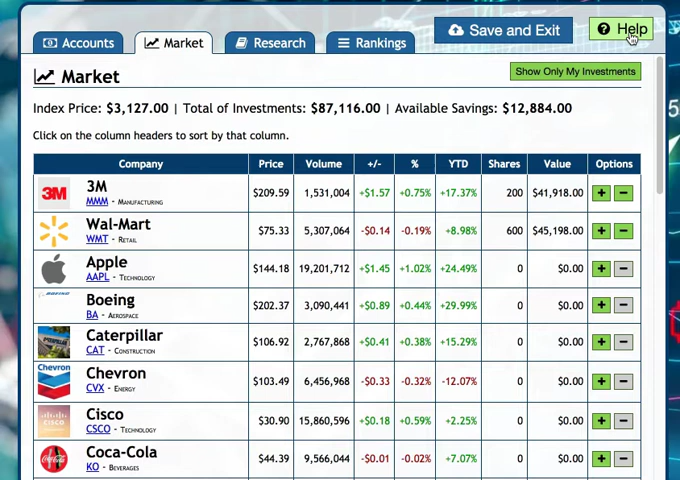 Accounts Market Research Rankings Save and Exit Help
Market
Show Only My Investments
Index Price: $3,127.00 | Total of Investments: $87,116.00 | Available Savings: $12,884.00
Click on the column headers to sort by that column.
Company Price Volume +/- % YTD Shares Value Options
3M 3M
MMM - Manufacturing $209.59 1,531,004 +$1.57 +0.75% +17.37% 200 $41,918.00 + −
Wal-Mart
WMT - Retail $75.33 5,307,064 -$0.14 -0.19% +8.98% 600 $45,198.00 + −
Apple
AAPL - Technology $144.18 19,201,712 +$1.45 +1.02% +24.49% 0 $0.00 + −
BOEING Boeing
BA - Aerospace $202.37 3,090,441 +$0.89 +0.44% +29.99% 0 $0.00 + −
Caterpillar
CAT - Construction $106.92 2,767,868 +$0.41 +0.38% +15.29% 0 $0.00 + −
Chevron Chevron
CVX - Energy $103.49 6,456,968 -$0.33 -0.32% -12.07% 0 $0.00 + −
CISCO Cisco
CSCO - Technology $30.90 15,860,596 +$0.18 +0.59% +2.25% 0 $0.00 + −
Coca-Cola
KO - Beverages $44.39 9,566,044 -$0.01 -0.02% +7.07% 0 $0.00 + −